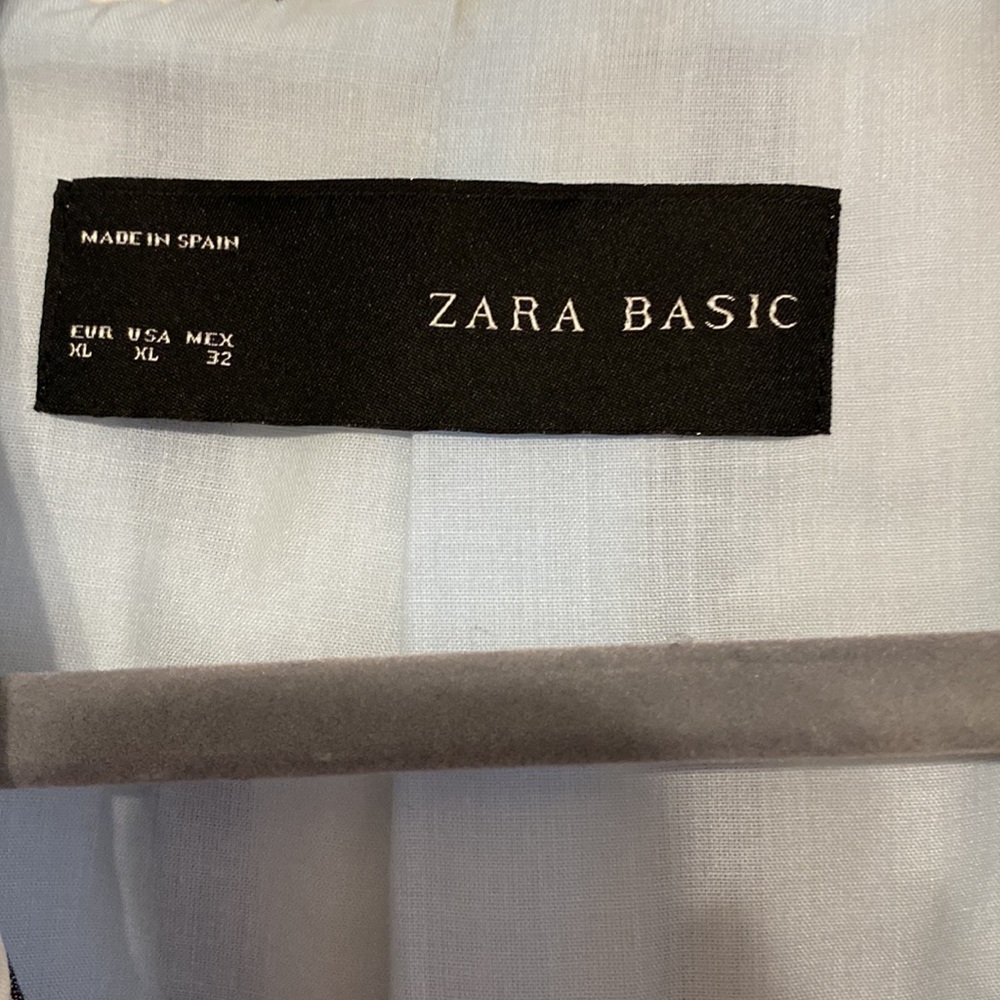 MADE IN SPAIN
ZARA BASIC
EUR USA MEX
XL XL 32